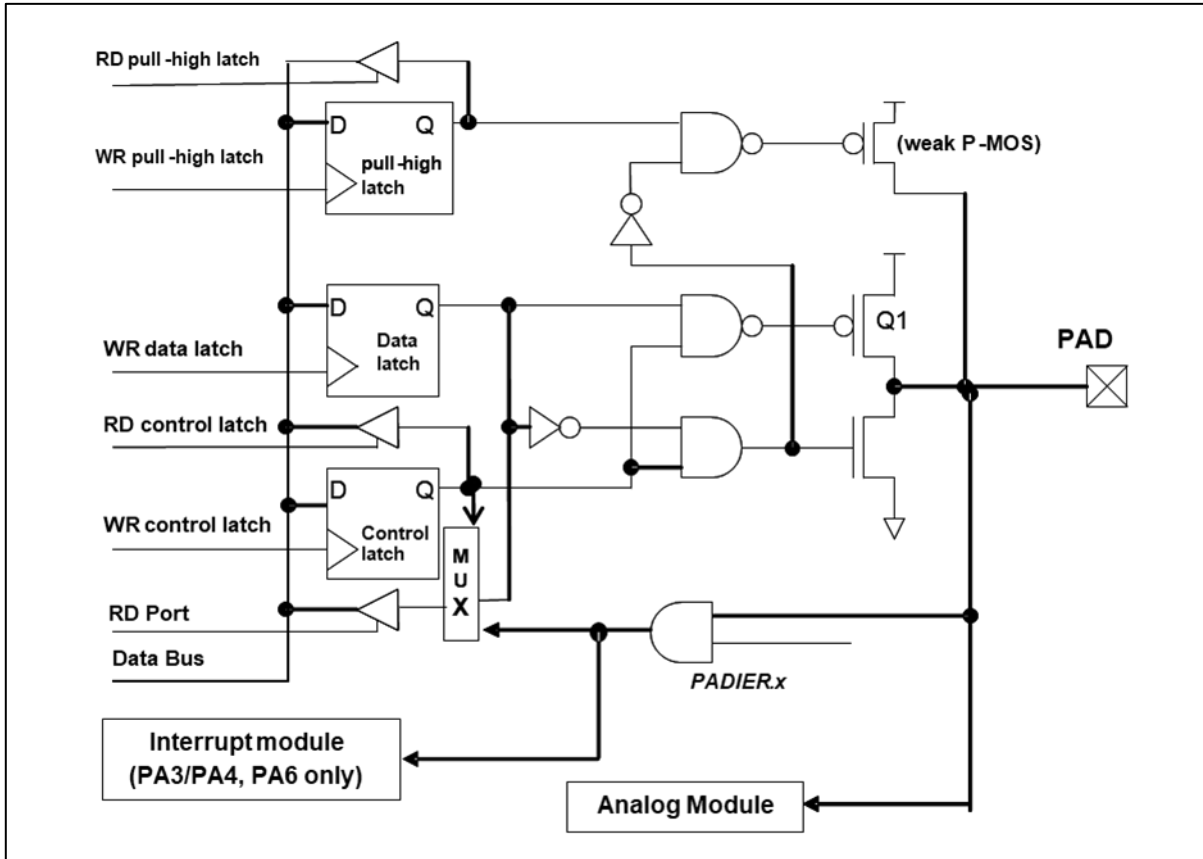 RD pull-high latch
D
Q
(weak P-MOS)
WR pull-high latch
pull-high
latch
D
Q
Q1
Data
latch
PAD
WR data latch
RD control latch
D
Q
WR control latch
Control
latch
M
U
X
RD Port
Data Bus
PADIER.x
Interrupt module
(PA3/PA4, PA6 only)
Analog Module